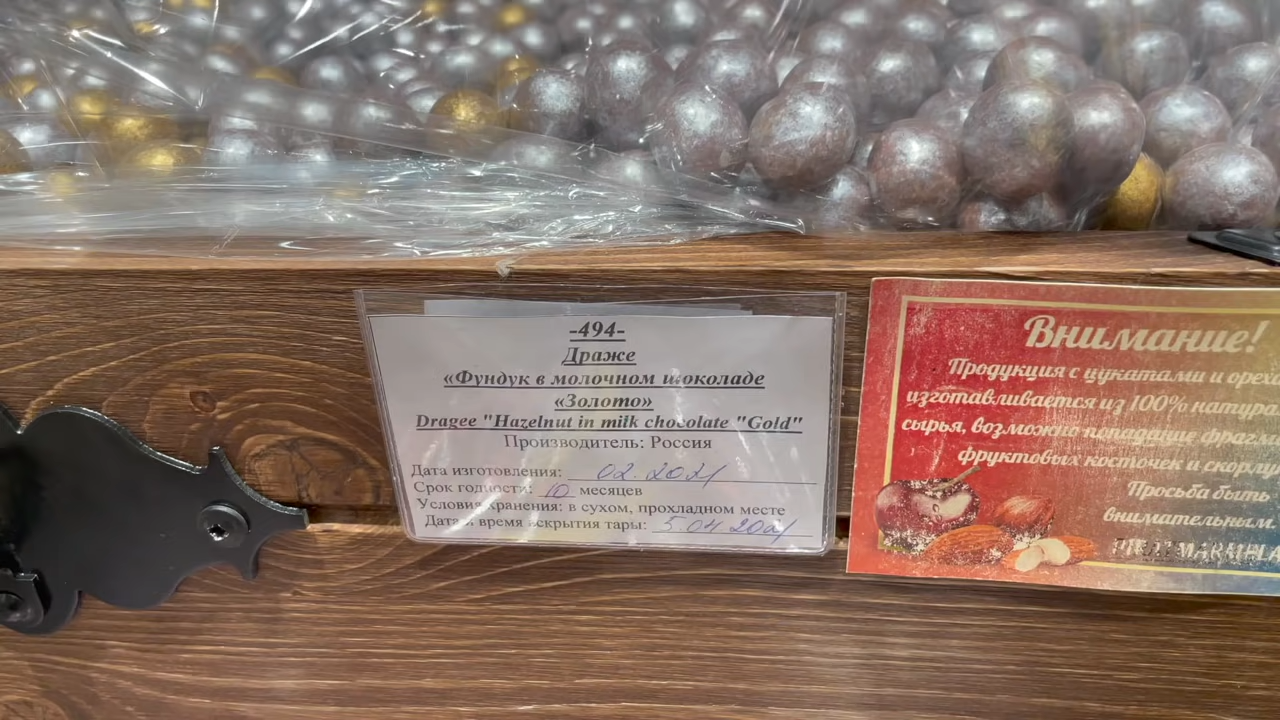 -494-
Драже
«Фундук в молочном шоколаде
«Золото»
Dragee "Hazelnut in milk chocolate "Gold"
Производитель: Россия
Дата изготовления: 02.2021
Срок годности: 10 месяцев
Условия хранения: в сухом, прохладном месте
Дата и время вскрытия тары: 5.04.2021
Внимание!
Продукция с цукатами и орех
изготавливается из 100% натура
сырья, возможно попадание фрагм
фруктовых косточек и скорлу
Просьба быть
внимательным.